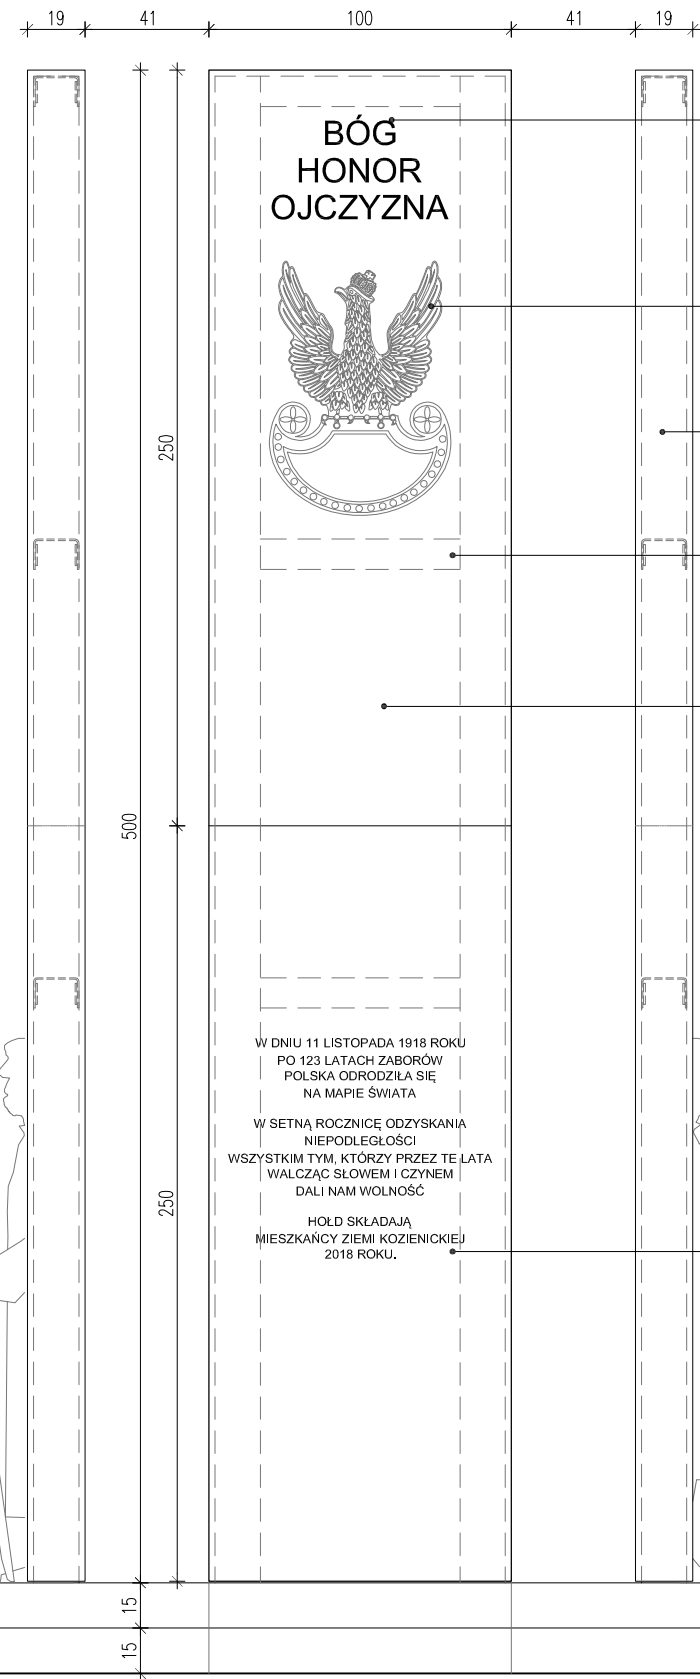 19 41 100 41 19
BÓG
HONOR
OJCZYZNA
250
500
W DNIU 11 LISTOPADA 1918 ROKU
PO 123 LATACH ZABORÓW
POLSKA ODRODZIŁA SIĘ
NA MAPIE ŚWIATA
W SETNĄ ROCZNICĘ ODZYSKANIA
NIEPODLEGŁOŚCI
WSZYSTKIM TYM, KTÓRZY PRZEZ TE LATA
WALCZĄC SŁOWEM I CZYNEM
DALI NAM WOLNOŚĆ
250
HOŁD SKŁADAJĄ
MIESZKAŃCY ZIEMI KOZIENICKIEJ
2018 ROKU.
15
15